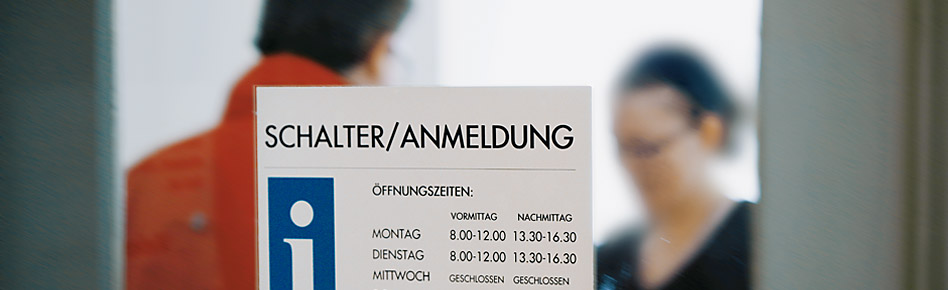 SCHALTER/ANMELDUNG
i
ÖFFNUNGSZEITEN:
VORMITTAG NACHMITTAG
MONTAG 8.00-12.00 13.30-16.30
DIENSTAG 8.00-12.00 13.30-16.30
MITTWOCH GESCHLOSSEN GESCHLOSSEN